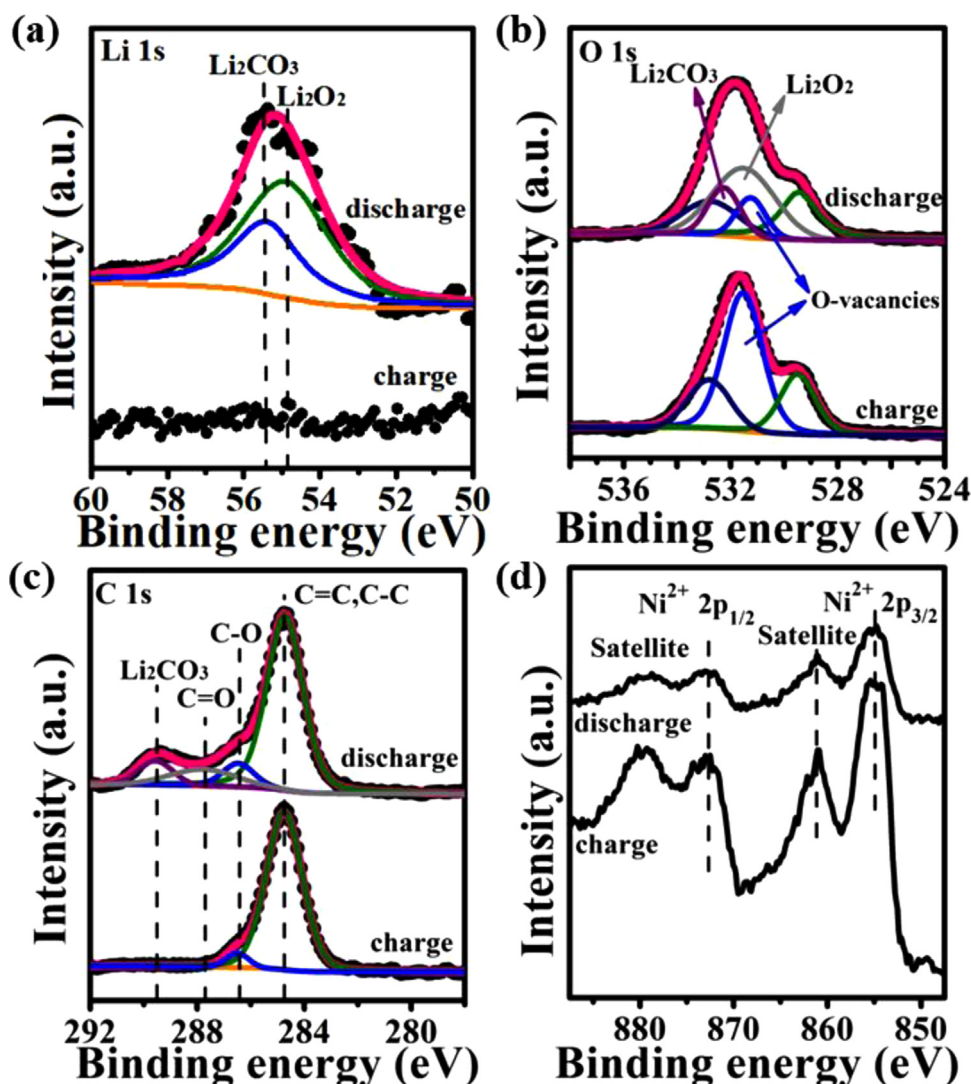 (a)
Li 1s
Li₂CO₃
Li₂O₂
discharge
charge
60 58 56 54 52 50
Binding energy (eV)
Intensity (a.u.)
(b)
O 1s
Li₂CO₃
Li₂O₂
discharge
O-vacancies
charge
536 532 528 524
Binding energy (eV)
Intensity (a.u.)
(c)
C 1s
C=C,C-C
C-O
Li₂CO₃
C=O
discharge
charge
292 288 284 280
Binding energy (eV)
Intensity (a.u.)
(d)
Ni²⁺ 2p₁/₂
Ni²⁺ 2p₃/₂
Satellite
Satellite
discharge
charge
880 870 860 850
Binding energy (eV)
Intensity (a.u.)